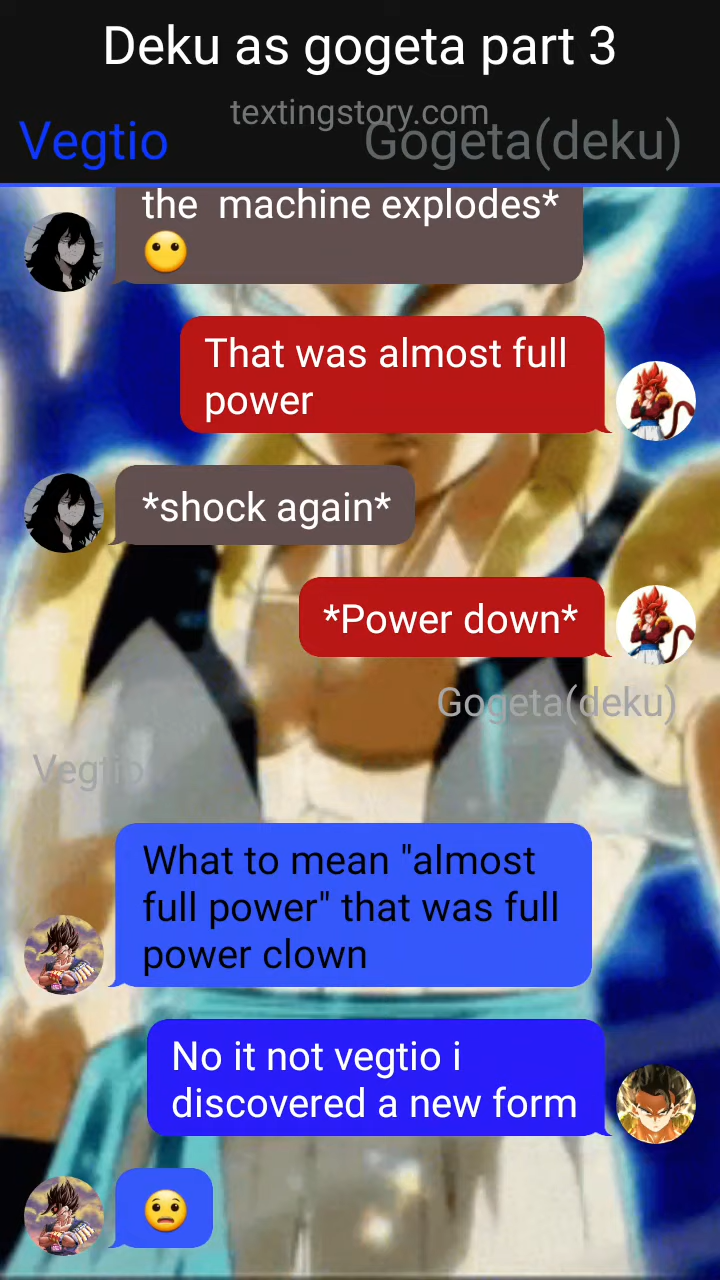 Deku as gogeta part 3
textingstory.com
Vegtio
Gogeta(deku)
the machine explodes*
😶
That was almost full
power
*shock again*
*Power down*
Gogeta(deku)
Vegtio
What to mean "almost
full power" that was full
power clown
No it not vegtio i
discovered a new form
😦